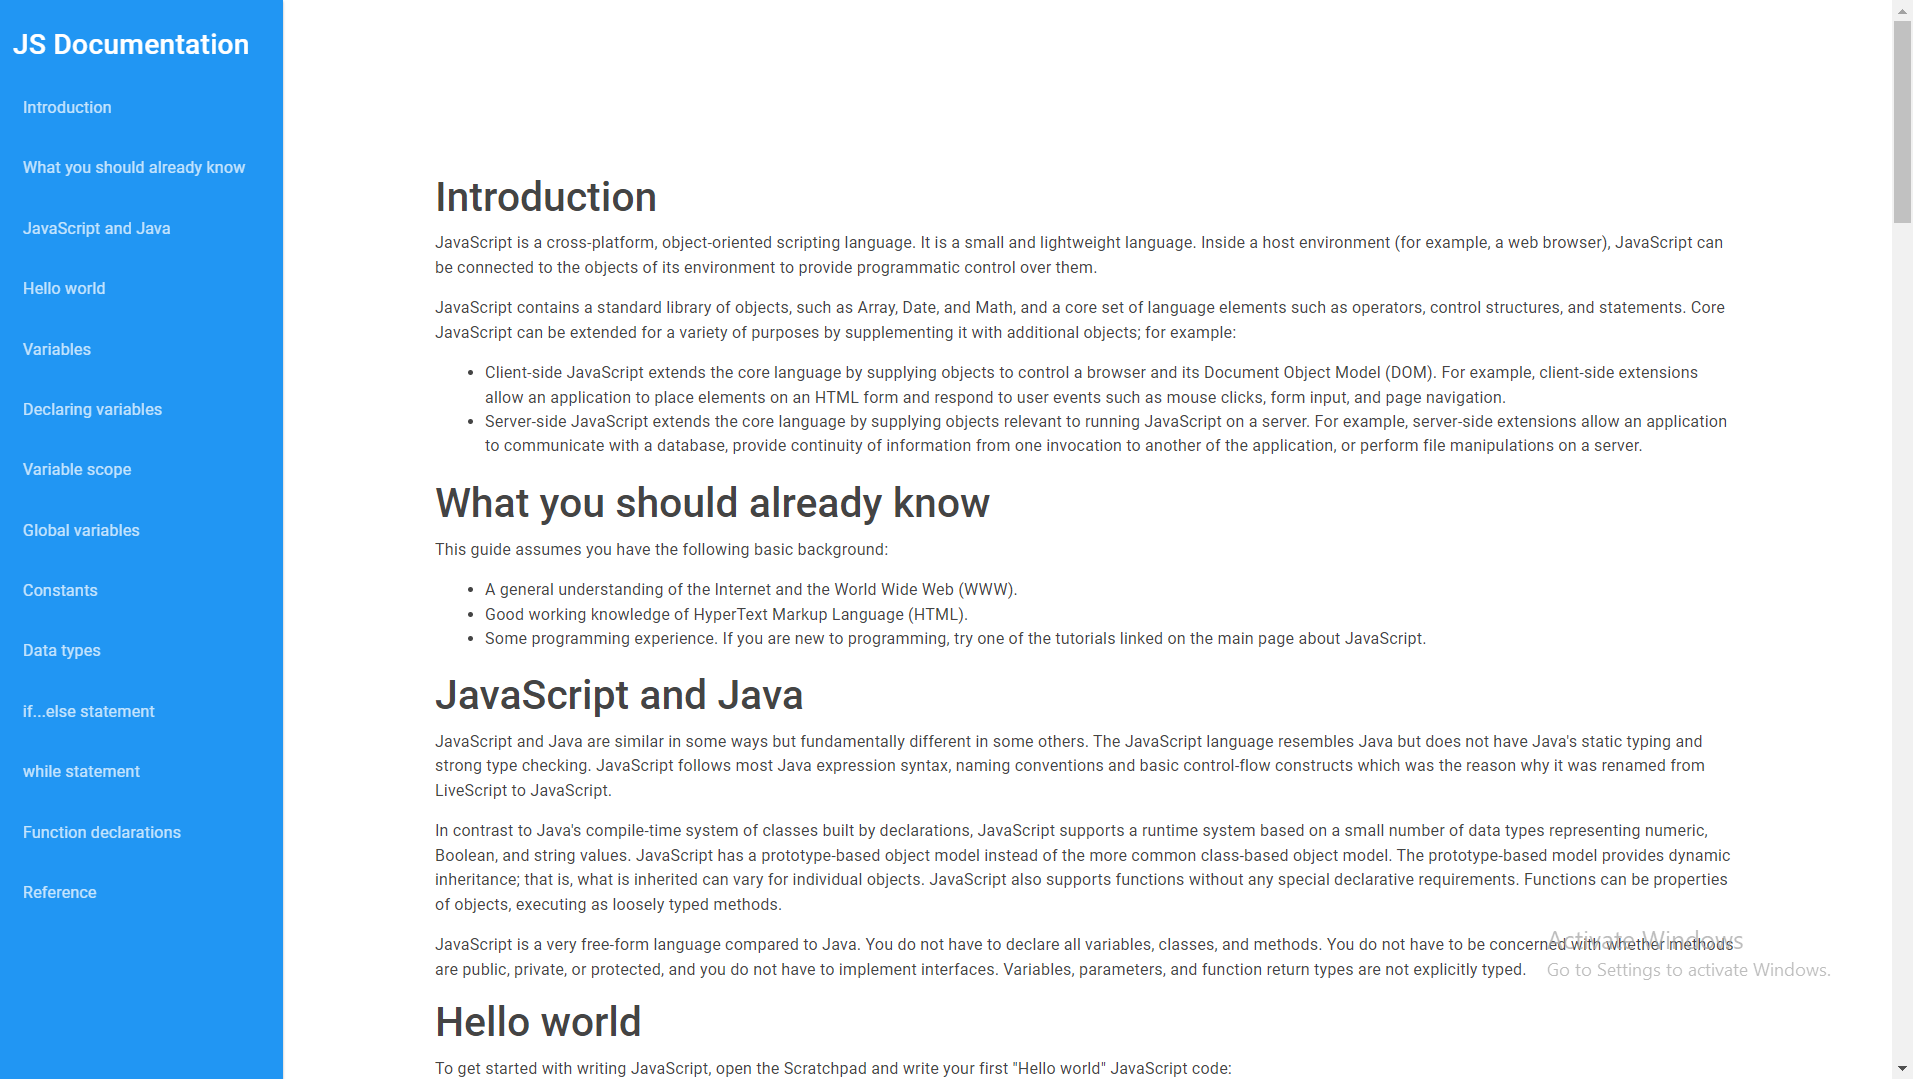 JS Documentation
Introduction
What you should already know
JavaScript and Java
Hello world
Variables
Declaring variables
Variable scope
Global variables
Constants
Data types
if...else statement
while statement
Function declarations
Reference
Introduction
JavaScript is a cross-platform, object-oriented scripting language. It is a small and lightweight language. Inside a host environment (for example, a web browser), JavaScript can
be connected to the objects of its environment to provide programmatic control over them.
JavaScript contains a standard library of objects, such as Array, Date, and Math, and a core set of language elements such as operators, control structures, and statements. Core
JavaScript can be extended for a variety of purposes by supplementing it with additional objects; for example:
• Client-side JavaScript extends the core language by supplying objects to control a browser and its Document Object Model (DOM). For example, client-side extensions
allow an application to place elements on an HTML form and respond to user events such as mouse clicks, form input, and page navigation.
• Server-side JavaScript extends the core language by supplying objects relevant to running JavaScript on a server. For example, server-side extensions allow an application
to communicate with a database, provide continuity of information from one invocation to another of the application, or perform file manipulations on a server.
What you should already know
This guide assumes you have the following basic background:
• A general understanding of the Internet and the World Wide Web (WWW).
• Good working knowledge of HyperText Markup Language (HTML).
• Some programming experience. If you are new to programming, try one of the tutorials linked on the main page about JavaScript.
JavaScript and Java
JavaScript and Java are similar in some ways but fundamentally different in some others. The JavaScript language resembles Java but does not have Java's static typing and
strong type checking. JavaScript follows most Java expression syntax, naming conventions and basic control-flow constructs which was the reason why it was renamed from
LiveScript to JavaScript.
In contrast to Java's compile-time system of classes built by declarations, JavaScript supports a runtime system based on a small number of data types representing numeric,
Boolean, and string values. JavaScript has a prototype-based object model instead of the more common class-based object model. The prototype-based model provides dynamic
inheritance; that is, what is inherited can vary for individual objects. JavaScript also supports functions without any special declarative requirements. Functions can be properties
of objects, executing as loosely typed methods.
JavaScript is a very free-form language compared to Java. You do not have to declare all variables, classes, and methods. You do not have to be concerned with whether methods
are public, private, or protected, and you do not have to implement interfaces. Variables, parameters, and function return types are not explicitly typed.
Activate Windows
Go to Settings to activate Windows.
Hello world
To get started with writing JavaScript, open the Scratchpad and write your first "Hello world" JavaScript code: